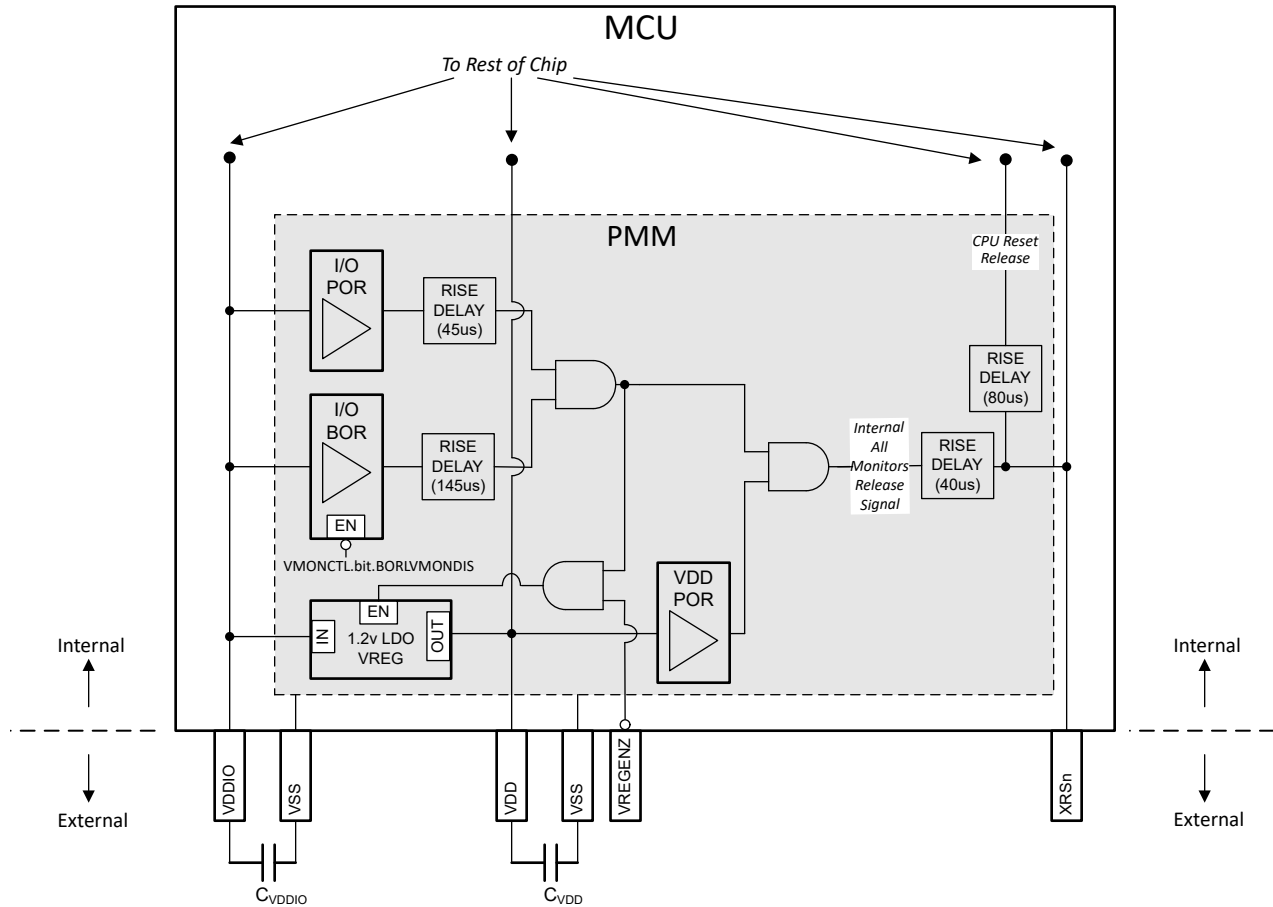 MCU
To Rest of Chip
PMM
CPU Reset
Release
I/O
POR
RISE
DELAY
(45us)
RISE
DELAY
(80us)
I/O
BOR
EN
RISE
DELAY
(145us)
Internal
All
Monitors
Release
Signal
RISE
DELAY
(40us)
VMONCTL.bit.BORLVMONDIS
VDD
POR
EN
IN
1.2v LDO
VREG
OUT
Internal
Internal
External
External
VDDIO
VSS
VDD
VSS
VREGENZ
XRSn
CVDDIO
CVDD